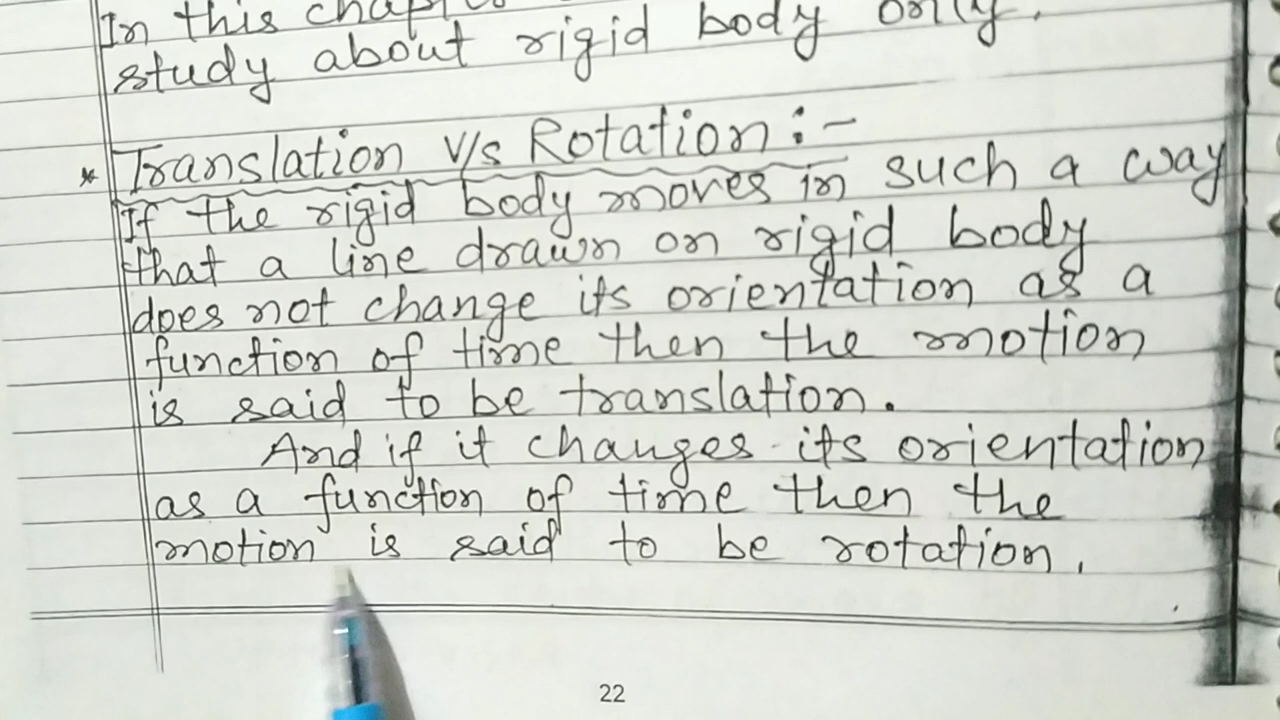 In this chapter
study about rigid body only.
* Translation V/s Rotation :-
If the rigid body moves in such a way
that a line drawn on rigid body
does not change its orientation as a
function of time then the motion
is said to be translation.
And if it changes its orientation
as a function of time then the
motion is said to be rotation.
22